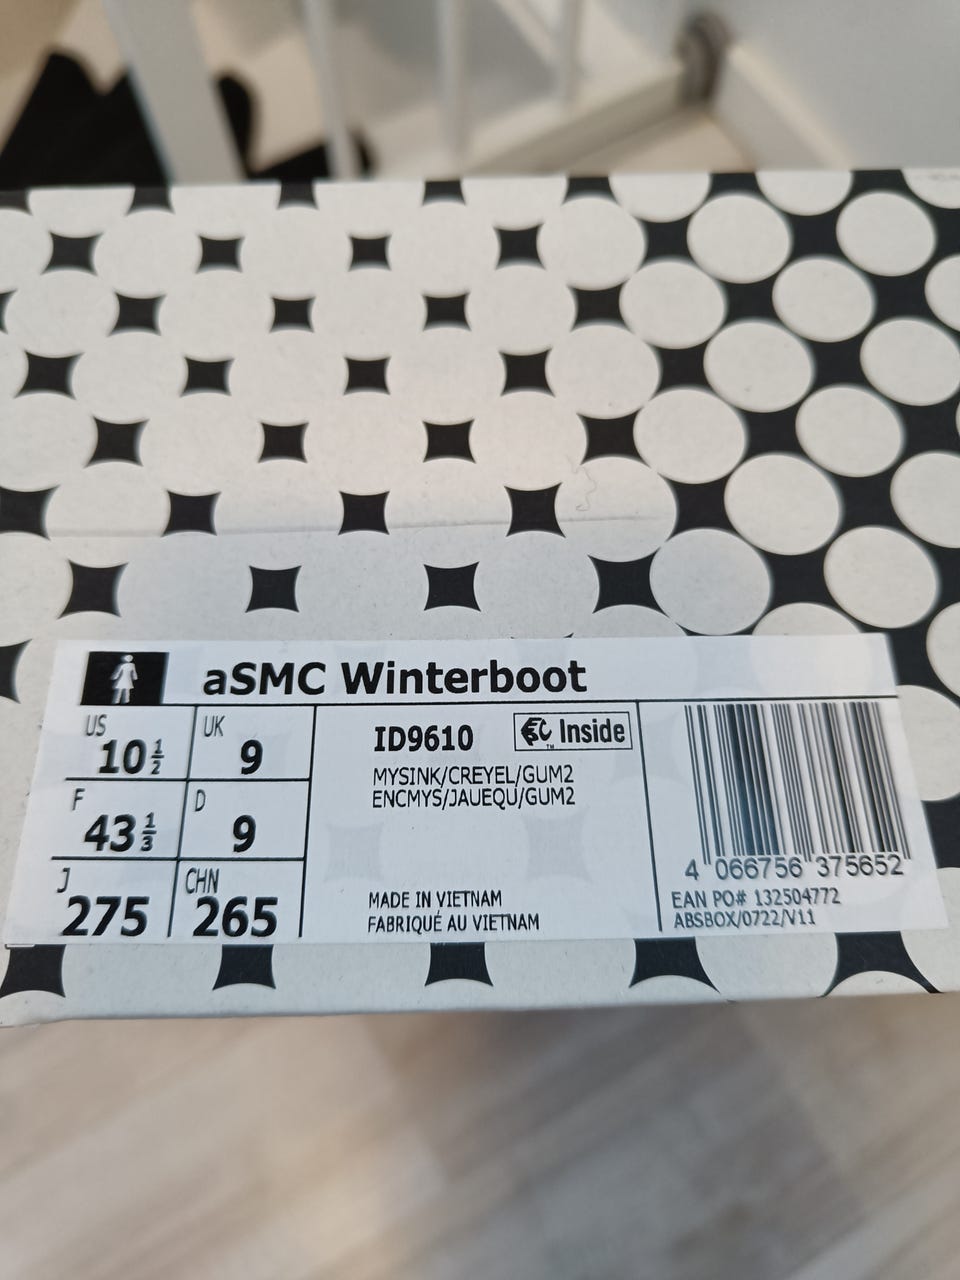 aSMC Winterboot
US 10 1/2
UK 9
F 43 1/3
D 9
J 275
CHN 265
ID9610
Inside
TM
MYSINK/CREYEL/GUM2
ENCMYS/JAUEQU/GUM2
MADE IN VIETNAM
FABRIQUÉ AU VIETNAM
4 066756 375652
EAN PO# 132504772
ABSBOX/0722/V11